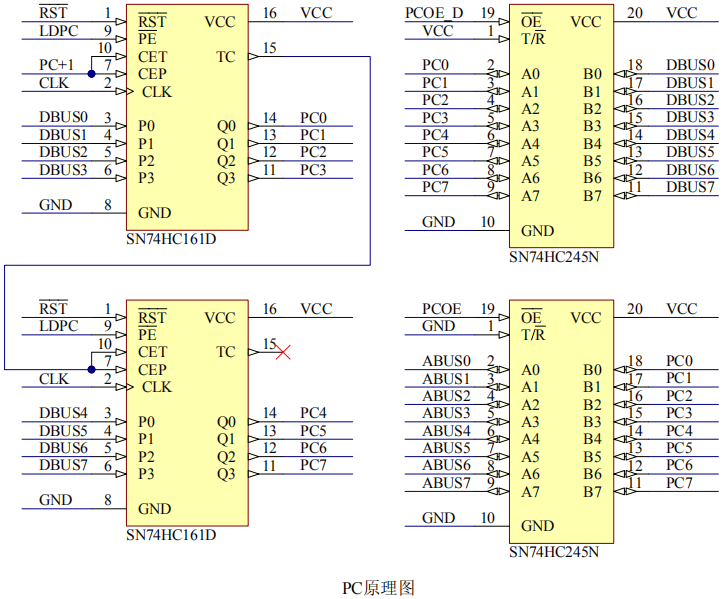 RST 1 RST VCC 16 VCC
LDPC 9 PE
10 CET TC 15
PC+1 7 CEP
CLK 2 CLK
DBUS0 3 P0 Q0 14 PC0
DBUS1 4 P1 Q1 13 PC1
DBUS2 5 P2 Q2 12 PC2
DBUS3 6 P3 Q3 11 PC3
GND 8 GND
SN74HC161D
PCOE_D 19 OE VCC 20 VCC
VCC 1 T/R
PC0 2 A0 B0 18 DBUS0
PC1 3 A1 B1 17 DBUS1
PC2 4 A2 B2 16 DBUS2
PC3 5 A3 B3 15 DBUS3
PC4 6 A4 B4 14 DBUS4
PC5 7 A5 B5 13 DBUS5
PC6 8 A6 B6 12 DBUS6
PC7 9 A7 B7 11 DBUS7
GND 10 GND
SN74HC245N
RST 1 RST VCC 16 VCC
LDPC 9 PE
10 CET TC 15
7 CEP
CLK 2 CLK
DBUS4 3 P0 Q0 14 PC4
DBUS5 4 P1 Q1 13 PC5
DBUS6 5 P2 Q2 12 PC6
DBUS7 6 P3 Q3 11 PC7
GND 8 GND
SN74HC161D
PCOE 19 OE VCC 20 VCC
GND 1 T/R
ABUS0 2 A0 B0 18 PC0
ABUS1 3 A1 B1 17 PC1
ABUS2 4 A2 B2 16 PC2
ABUS3 5 A3 B3 15 PC3
ABUS4 6 A4 B4 14 PC4
ABUS5 7 A5 B5 13 PC5
ABUS6 8 A6 B6 12 PC6
ABUS7 9 A7 B7 11 PC7
GND 10 GND
SN74HC245N
PC原理图